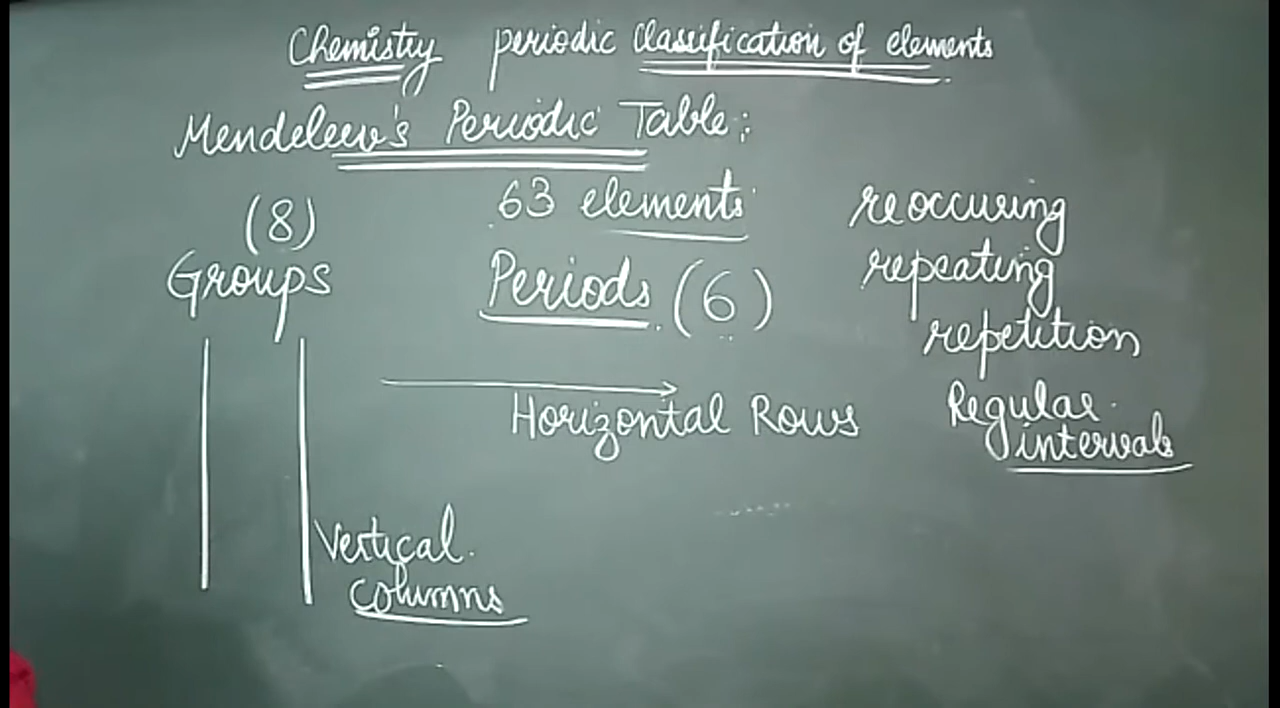 Chemistry periodic classification of elements
Mendeleev's Periodic Table:
63 elements
(8)
Groups
Periods (6)
Horizontal Rows
Vertical
columns
reoccuring
repeating
repetition
Regular
intervals